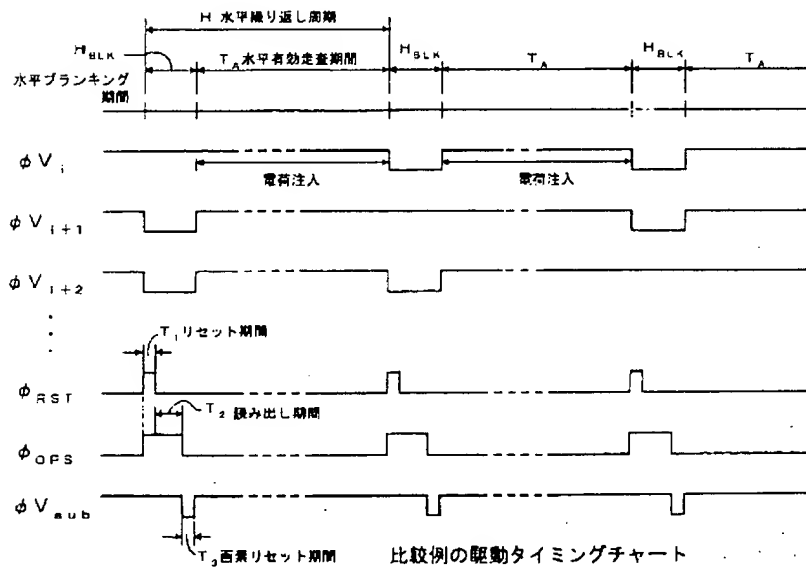 H 水平繰り返し周期
H_BLK
T_A 水平有効走査期間
H_BLK
T_A
H_BLK
T_A
水平ブランキング
期間
φV_i
電荷注入
電荷注入
φV_i+1
φV_i+2
T_1 リセット期間
φ_RST
T_2 読み出し期間
φ_OPS
φV_sub
T_3 画素リセット期間
比較例の駆動タイミングチャート